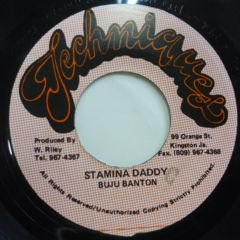 Techniques
Produced By
W. Riley
Tel. 967-4367
99 Orange St.
Kingston Ja.
Fax. (809) 967-4368
STAMINA DADDY
BUJU BANTON
All Rights Reserved/Unauthorized Copying Strictly Prohibited.